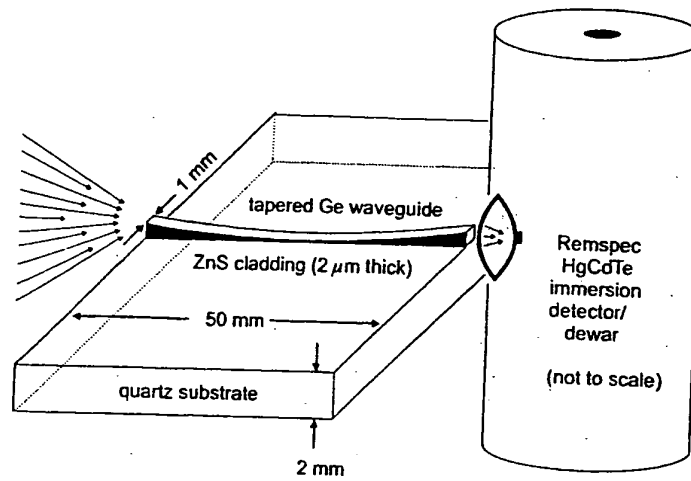 1 mm
tapered Ge waveguide
ZnS cladding (2 μm thick)
50 mm
quartz substrate
2 mm
Remspec
HgCdTe
immersion
detector/
dewar
(not to scale)